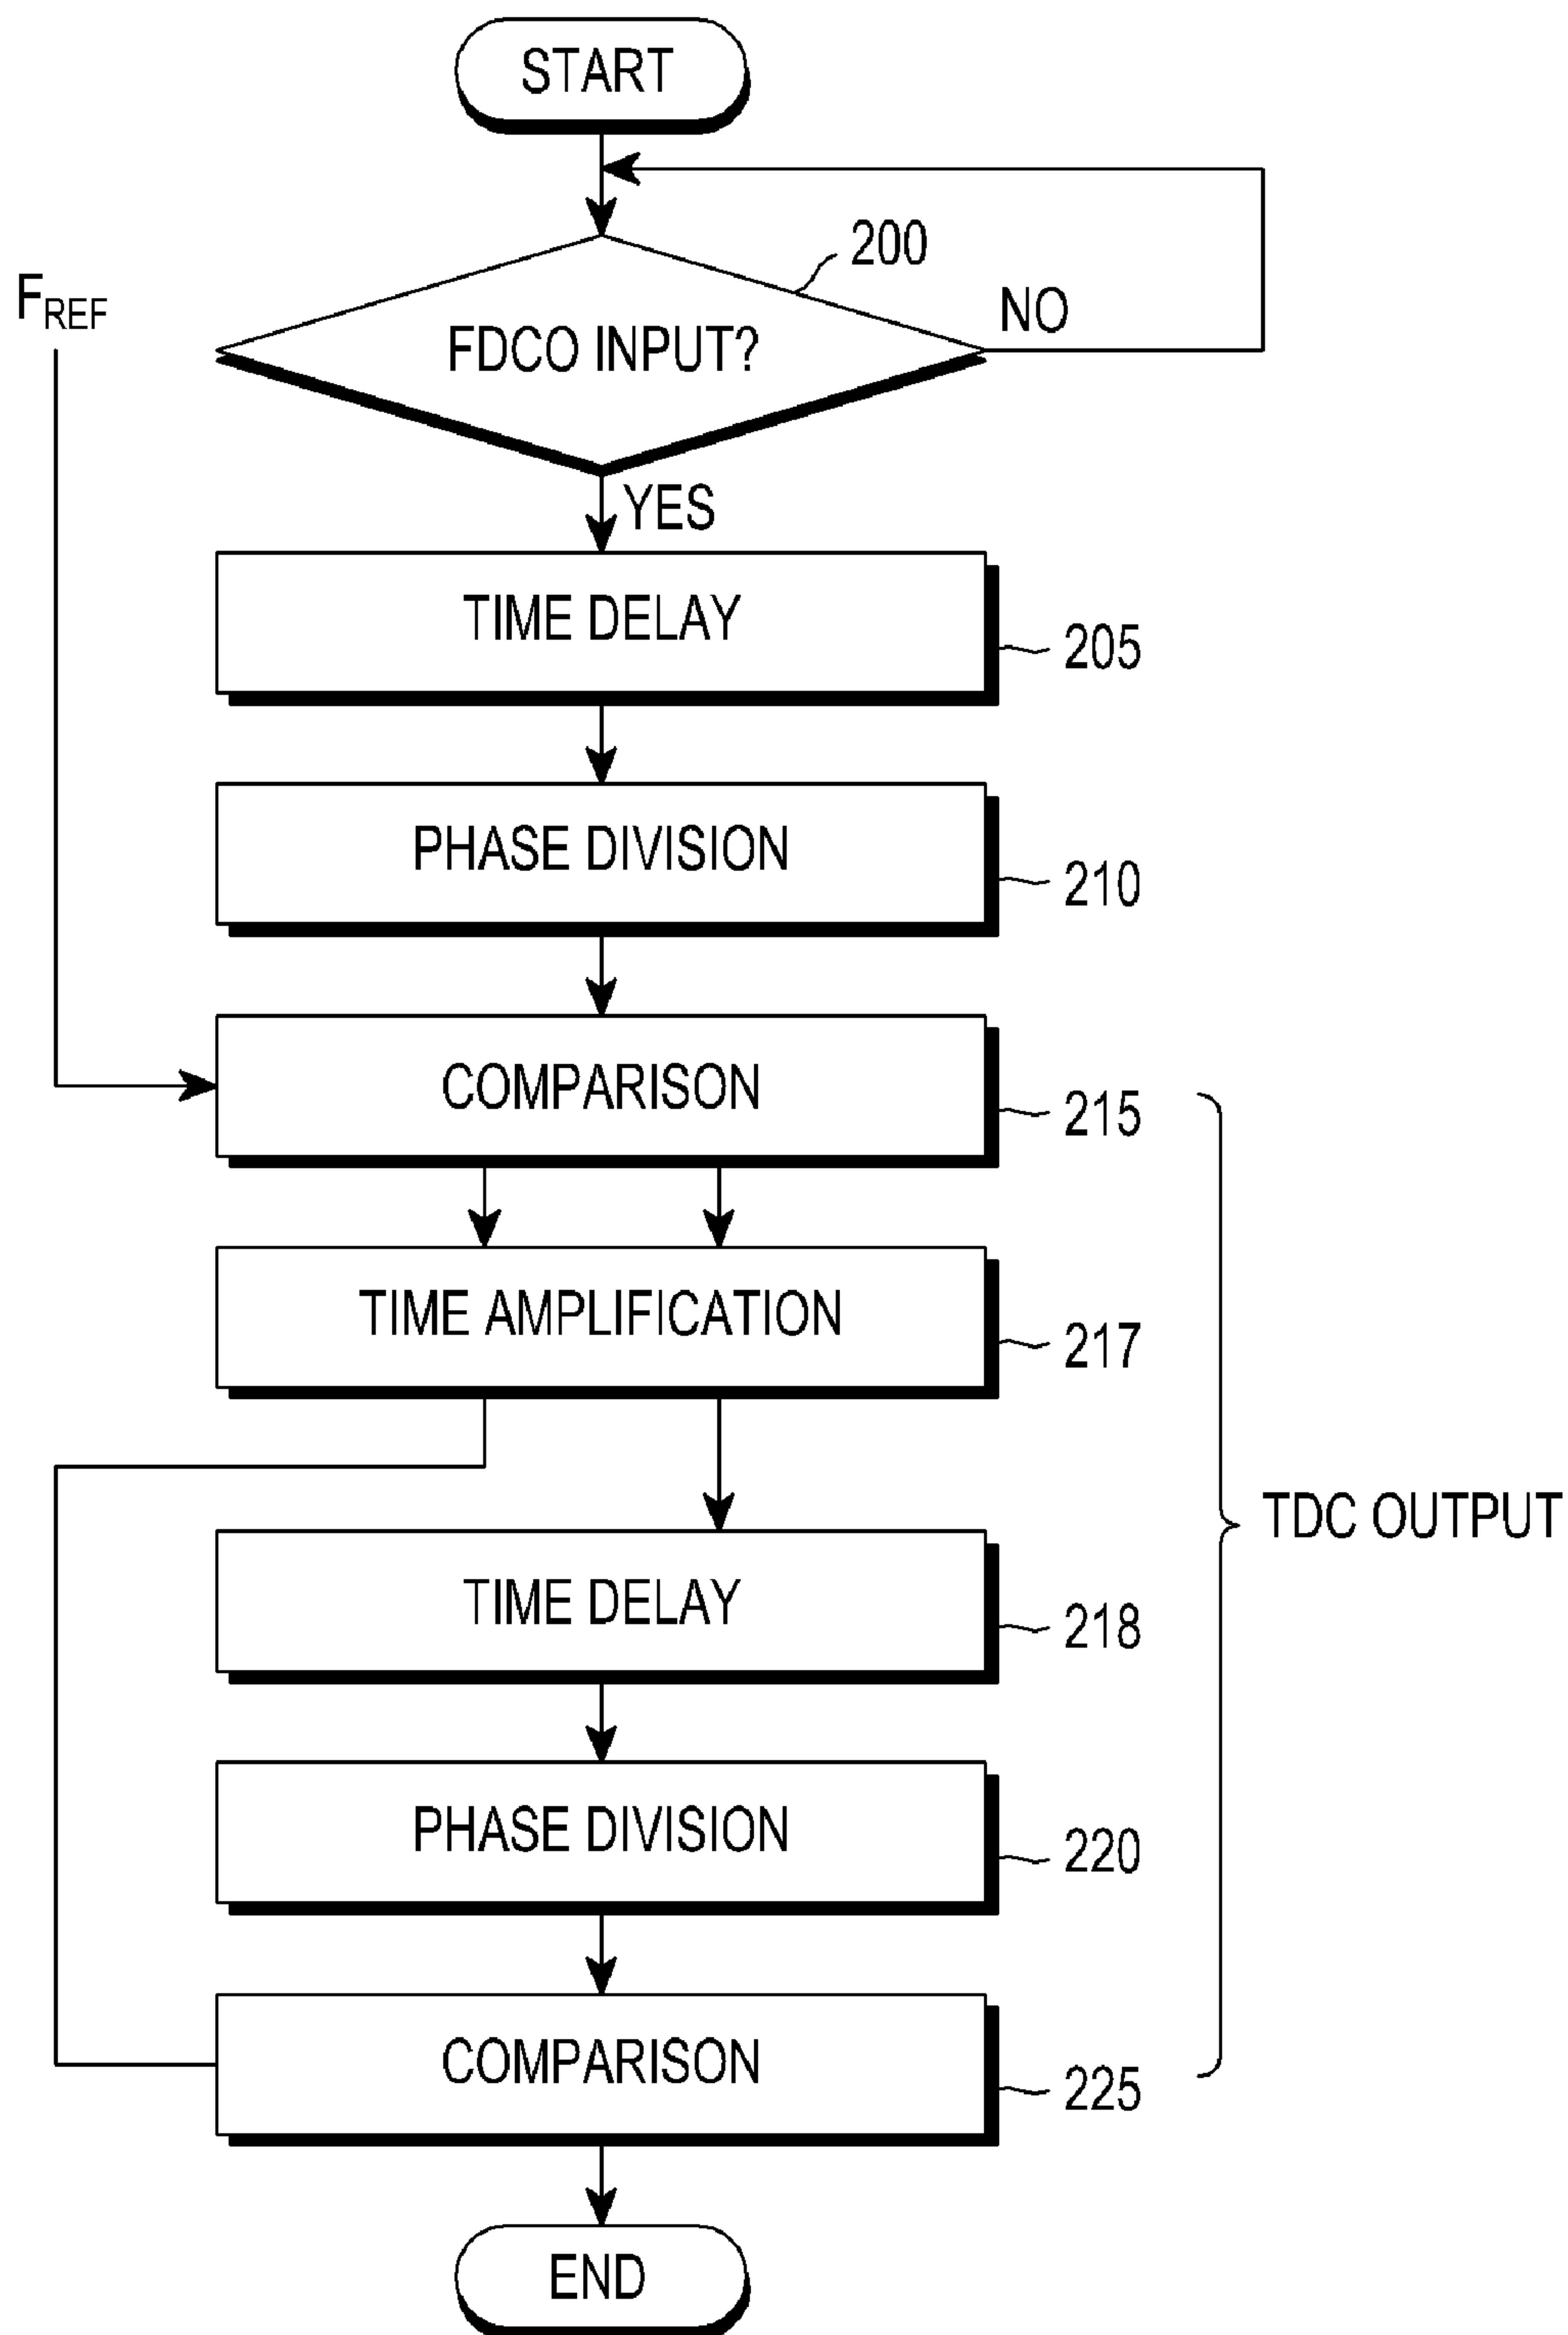 START
200
F_REF
NO
FDCO INPUT?
YES
TIME DELAY
205
PHASE DIVISION
210
COMPARISON
215
TIME AMPLIFICATION
217
TDC OUTPUT
TIME DELAY
218
PHASE DIVISION
220
COMPARISON
225
END